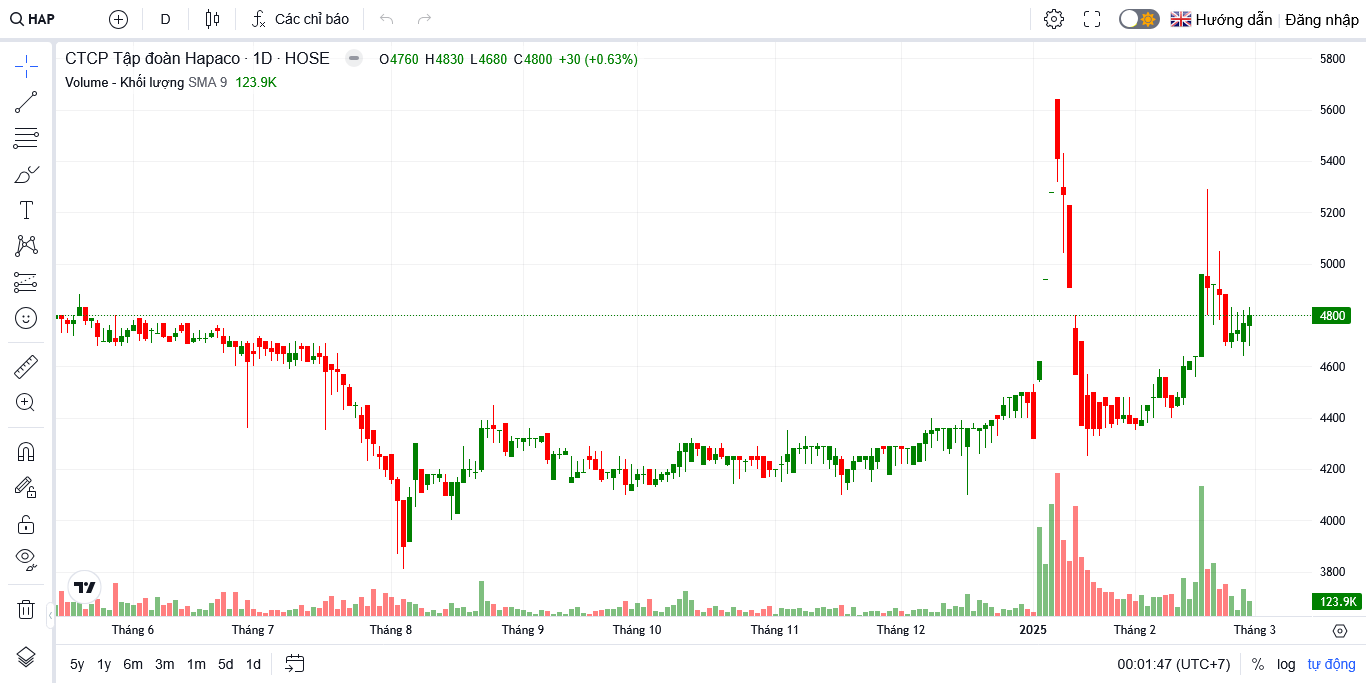 HAP D Các chỉ báo Hướng dẫn Đăng nhập
CTCP Tập đoàn Hapaco · 1D · HOSE O4760 H4830 L4680 C4800 +30 (+0.63%)
Volume - Khối lượng SMA 9 123.9K
5800
5600
5400
5200
5000
4800
4600
4400
4200
4000
3800
123.9K
Tháng 6 Tháng 7 Tháng 8 Tháng 9 Tháng 10 Tháng 11 Tháng 12 2025 Tháng 2 Tháng 3
5y 1y 6m 3m 1m 5d 1d 00:01:47 (UTC+7) % log tự động